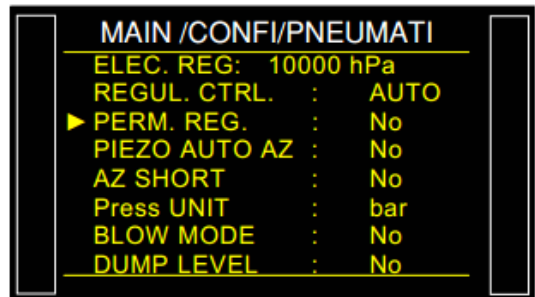 MAIN /CONFI/PNEUMATI
ELEC. REG: 10000 hPa
REGUL. CTRL. : AUTO
PERM. REG. : No
PIEZO AUTO AZ : No
AZ SHORT : No
Press UNIT : bar
BLOW MODE : No
DUMP LEVEL : No